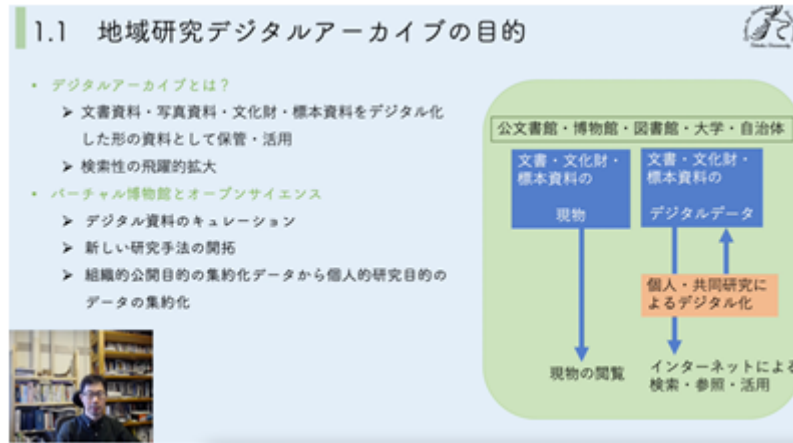 1.1 地域研究デジタルアーカイブの目的
• デジタルアーカイブとは？
➢ 文書資料・写真資料・文化財・標本資料をデジタル化
した形の資料として保管・活用
➢ 検索性の飛躍的拡大
• バーチャル博物館とオープンサイエンス
➢ デジタル資料のキュレーション
➢ 新しい研究手法の開拓
➢ 組織的公開目的の集約化データから個人的研究目的の
データの集約化
公文書館・博物館・図書館・大学・自治体
文書・文化財・
標本資料の
現物
文書・文化財・
標本資料の
デジタルデータ
個人・共同研究に
よるデジタル化
現物の閲覧
インターネットによる
検索・参照・活用